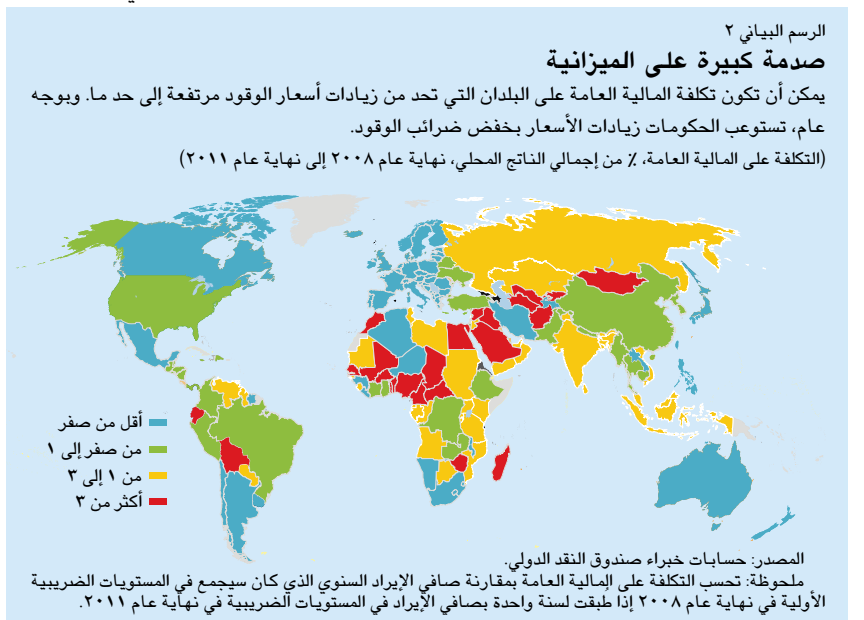 الرسم البياني ٢
صدمة كبيرة على الميزانية
يمكن أن تكون تكلفة المالية العامة على البلدان التي تحد من زيادات أسعار الوقود مرتفعة إلى حد ما. وبوجه
عام، تستوعب الحكومات زيادات الأسعار بخفض ضرائب الوقود.
(التكلفة على المالية العامة، ٪ من إجمالي الناتج المحلي، نهاية عام ٢٠٠٨ إلى نهاية عام ٢٠١١)
أقل من صفر
من صفر إلى ١
من ١ إلى ٣
أكثر من ٣
المصدر: حسابات خبراء صندوق النقد الدولي.
ملحوظة: تحسب التكلفة على المالية العامة بمقارنة صافي الإيراد السنوي الذي كان سيجمع في المستويات الضريبية
الأولية في نهاية عام ٢٠٠٨ إذا طُبقت لسنة واحدة بصافي الإيراد في المستويات الضريبية في نهاية عام ٢٠١١.